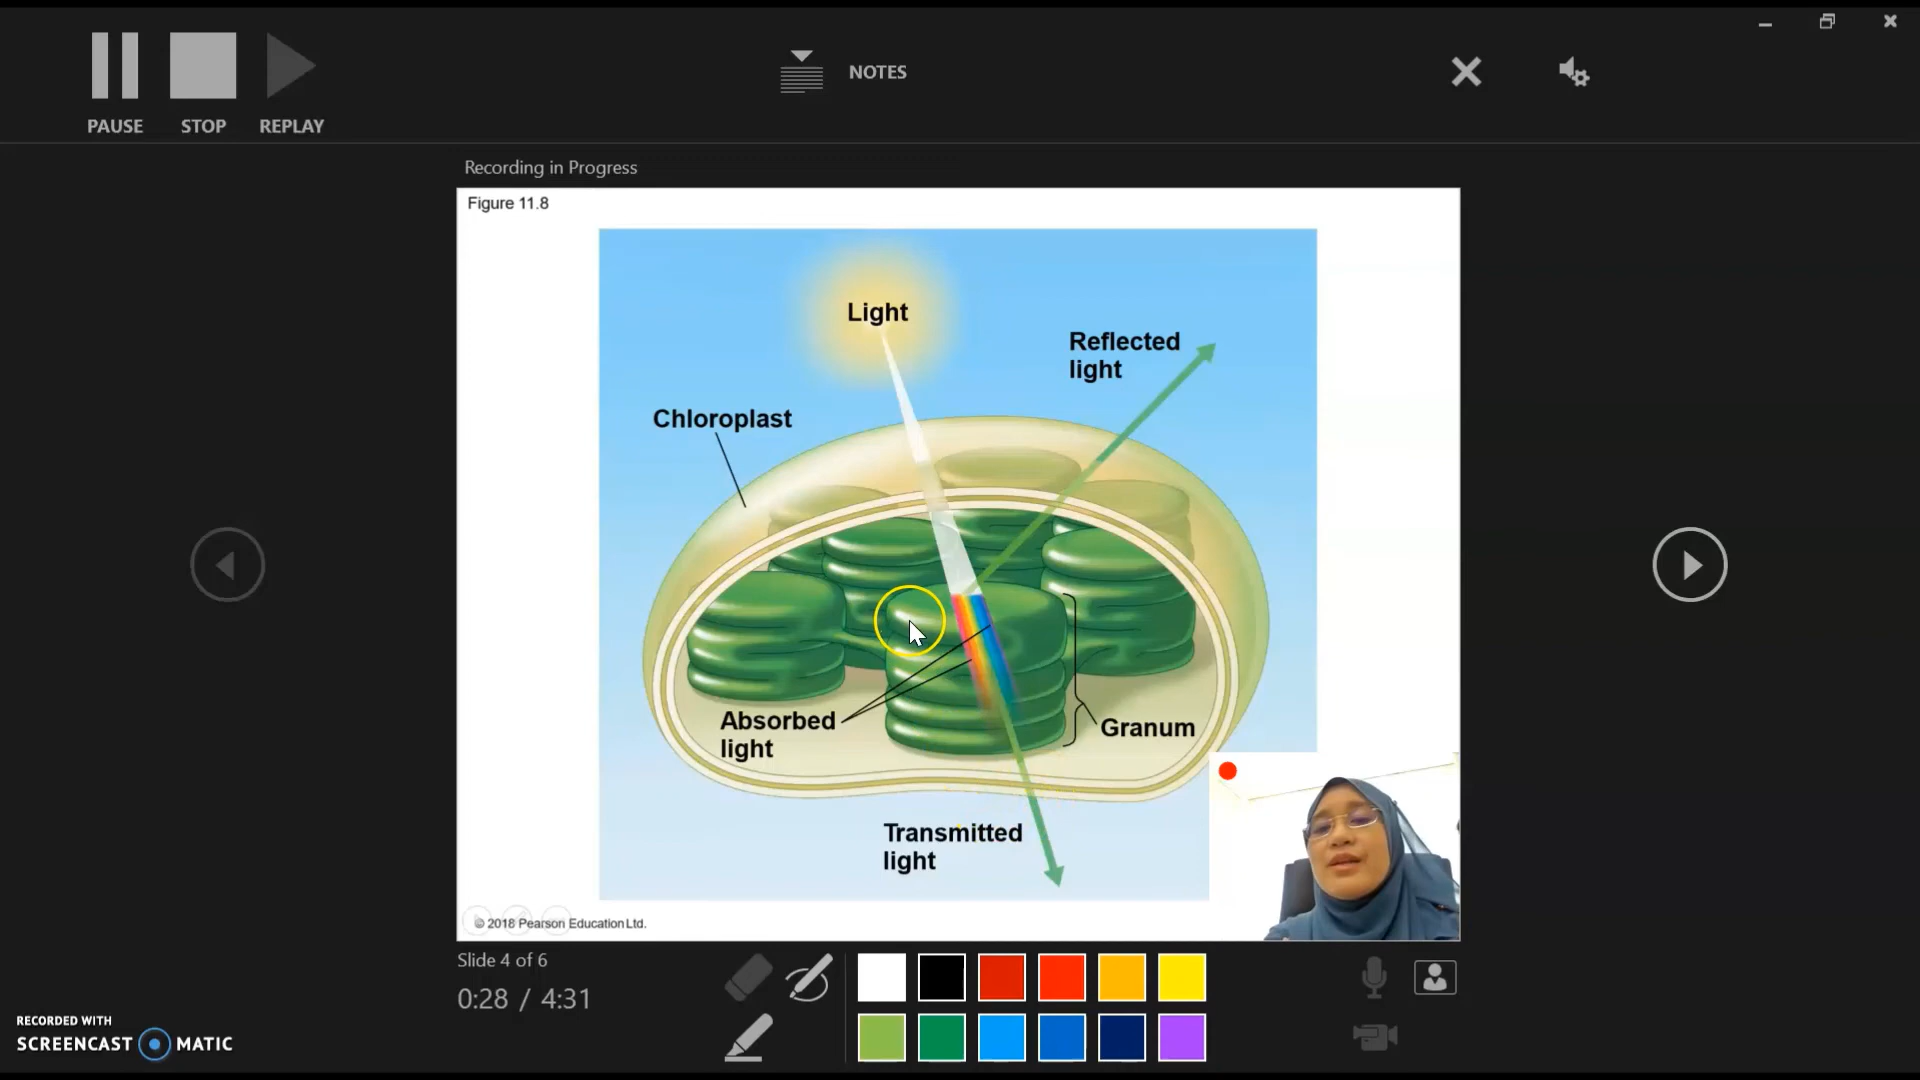 PAUSE
STOP
REPLAY
NOTES
Recording in Progress
Figure 11.8
Light
Reflected
light
Chloroplast
Absorbed
light
Granum
Transmitted
light
© 2018 Pearson Education Ltd.
Slide 4 of 6
0:28 / 4:31
RECORDED WITH
SCREENCAST MATIC